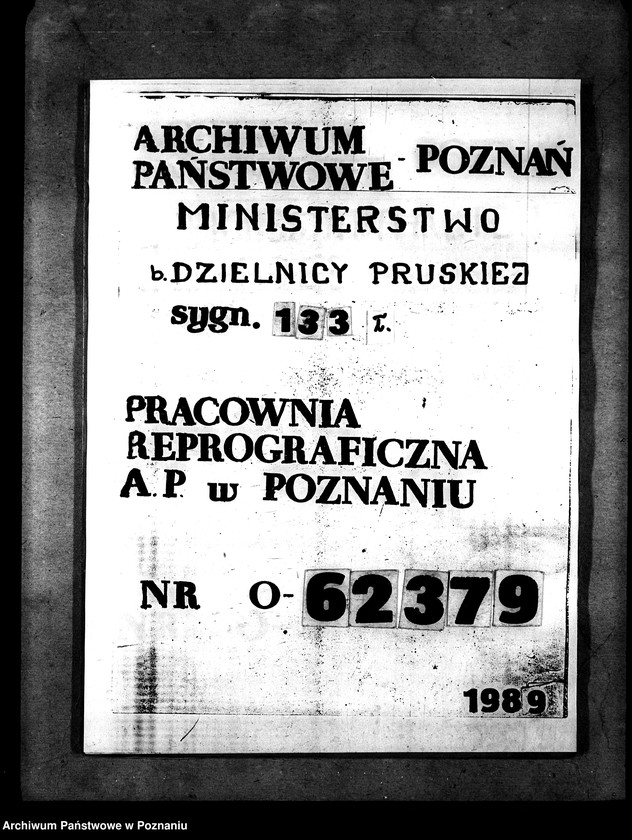 ARCHIWUM
PAŃSTWOWE - POZNAŃ
MINISTERSTWO
b. DZIELNICY PRUSKIEJ
sygn. 133 t.
PRACOWNIA
REPROGRAFICZNA
A.P. w POZNANIU
NR O-62379
1989
Archiwum Państwowe w Poznaniu